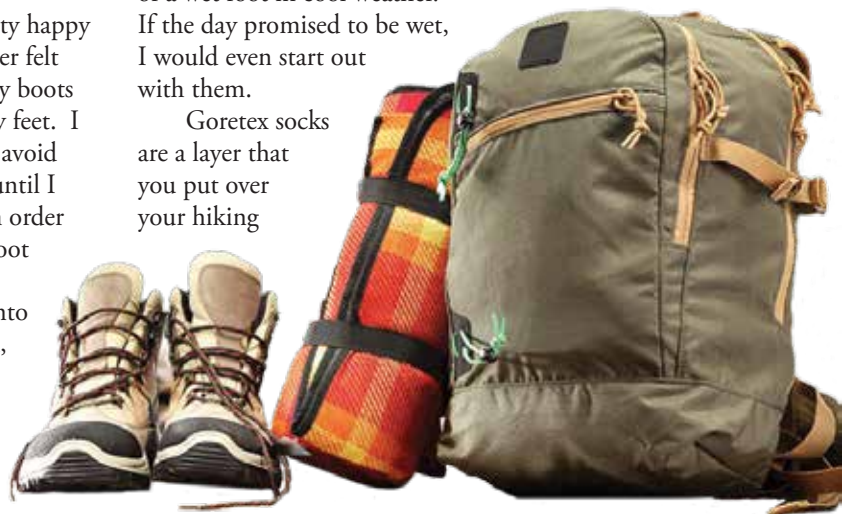 ty happy
er felt
y boots
y feet. I
avoid
until I
n order
oot
nto
,
If the day promised to be wet,
I would even start out
with them.
Goretex socks
are a layer that
you put over
your hiking